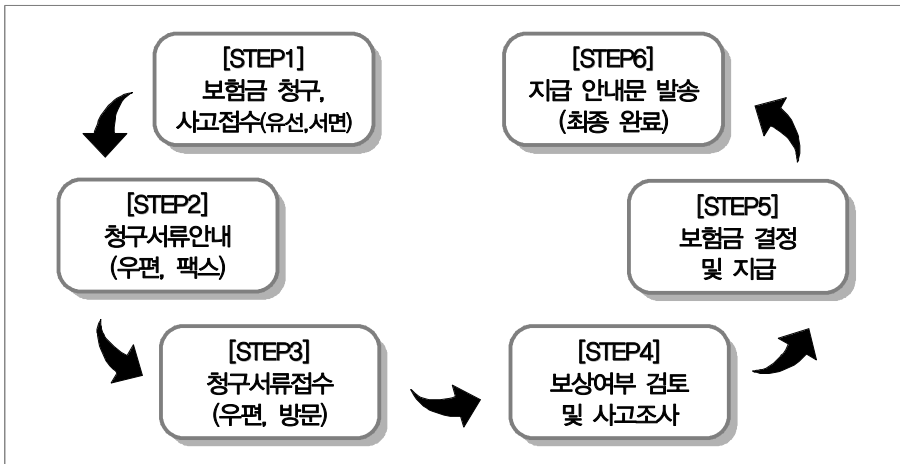 [STEP1]
보험금 청구,
사고접수(유선,서면)
[STEP2]
청구서류안내
(우편, 팩스)
[STEP3]
청구서류접수
(우편, 방문)
[STEP4]
보상여부 검토
및 사고조사
[STEP5]
보험금 결정
및 지급
[STEP6]
지급 안내문 발송
(최종 완료)